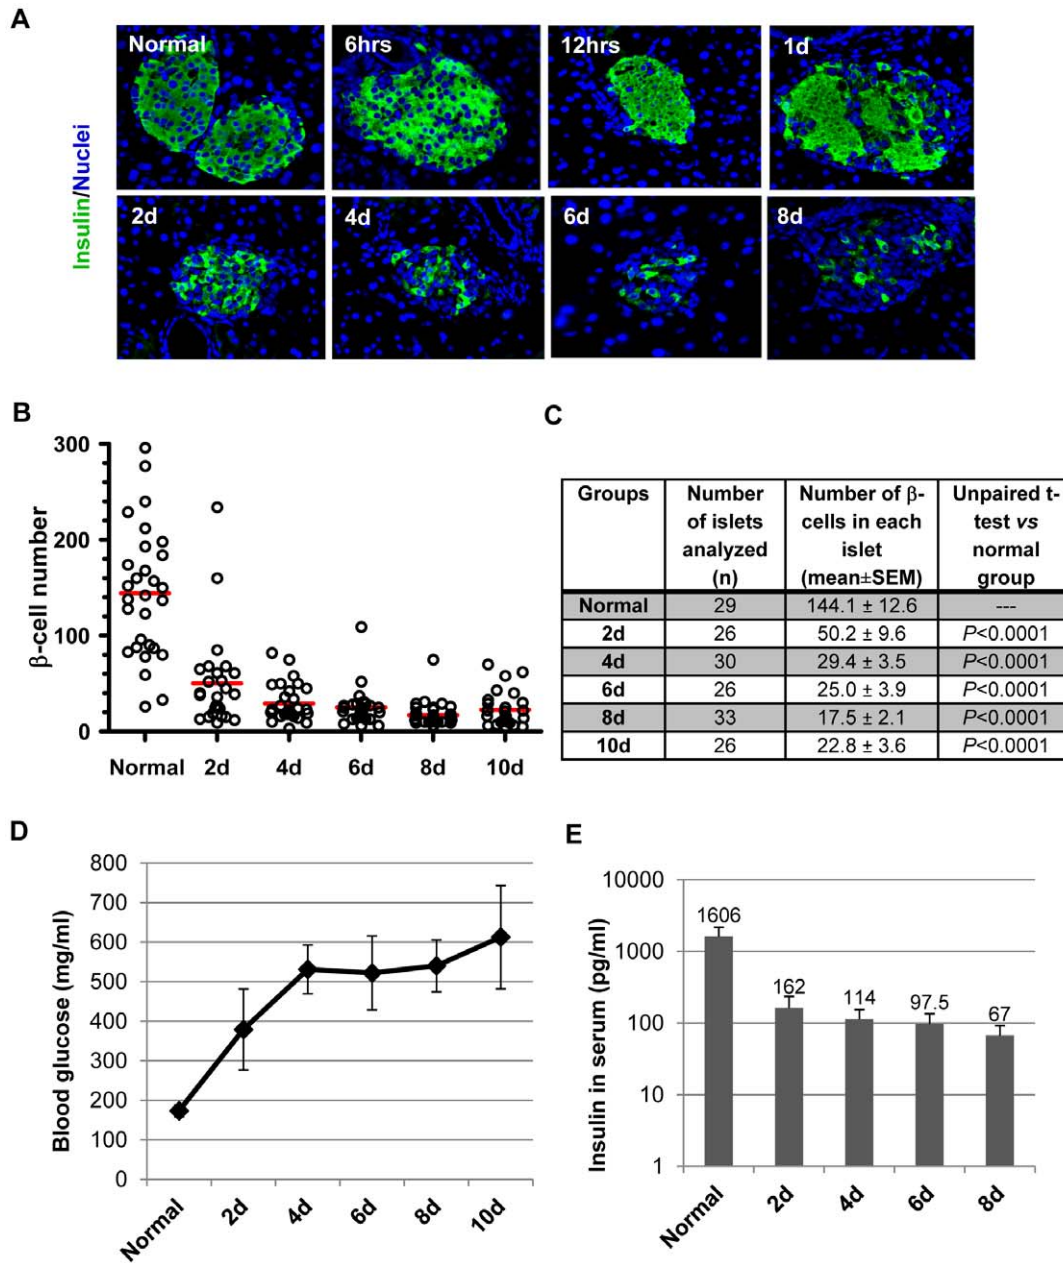 A
Normal
6hrs
12hrs
1d
Insulin/Nuclei
2d
4d
6d
8d
B
300
200
100
0
β-cell number
Normal 2d 4d 6d 8d 10d
C
Groups
Number of islets analyzed (n)
Number of β-cells in each islet (mean±SEM)
Unpaired t-test vs normal group
Normal 29 144.1 ± 12.6 ---
2d 26 50.2 ± 9.6 P<0.0001
4d 30 29.4 ± 3.5 P<0.0001
6d 26 25.0 ± 3.9 P<0.0001
8d 33 17.5 ± 2.1 P<0.0001
10d 26 22.8 ± 3.6 P<0.0001
D
800
700
600
500
400
300
200
100
0
Blood glucose (mg/ml)
Normal 2d 4d 6d 8d 10d
E
10000
1000
100
10
1
Insulin in serum (pg/ml)
1606
162
114
97.5
67
Normal 2d 4d 6d 8d